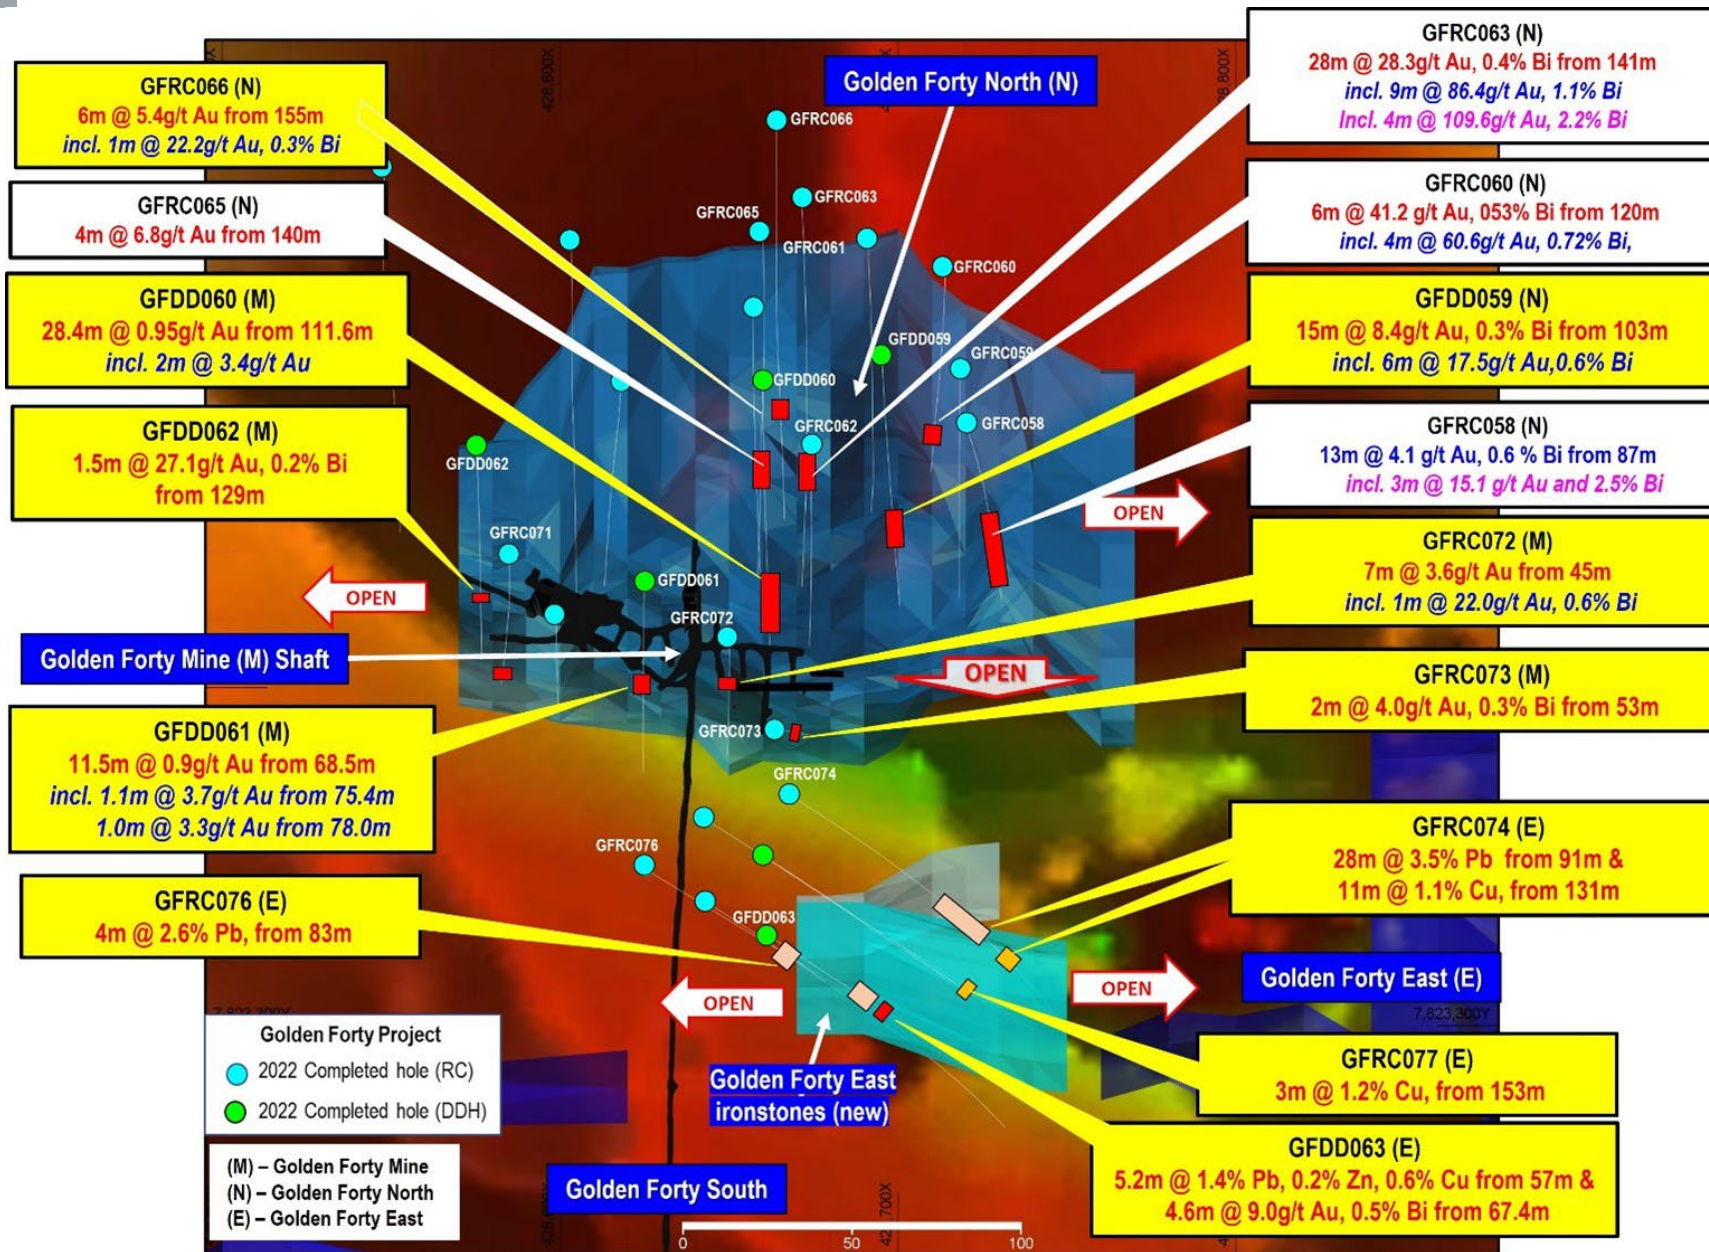 GFRC066 (N)
6m @ 5.4g/t Au from 155m
incl. 1m @ 22.2g/t Au, 0.3% Bi
GFRC065 (N)
4m @ 6.8g/t Au from 140m
GFDD060 (M)
28.4m @ 0.95g/t Au from 111.6m
incl. 2m @ 3.4g/t Au
GFDD062 (M)
1.5m @ 27.1g/t Au, 0.2% Bi
from 129m
OPEN
Golden Forty Mine (M) Shaft
GFDD061 (M)
11.5m @ 0.9g/t Au from 68.5m
incl. 1.1m @ 3.7g/t Au from 75.4m
1.0m @ 3.3g/t Au from 78.0m
GFRC076 (E)
4m @ 2.6% Pb, from 83m
428,600X
428,800X
Golden Forty North (N)
GFRC066
GFRC063
GFRC065
GFRC061
GFRC060
GFDD059
GFRC059
GFDD060
GFRC062
GFRC058
GFDD062
GFRC071
GFDD061
GFRC072
GFRC073
GFRC074
GFRC076
GFDD063
OPEN
OPEN
OPEN
OPEN
GFRC063 (N)
28m @ 28.3g/t Au, 0.4% Bi from 141m
incl. 9m @ 86.4g/t Au, 1.1% Bi
Incl. 4m @ 109.6g/t Au, 2.2% Bi
GFRC060 (N)
6m @ 41.2 g/t Au, 053% Bi from 120m
incl. 4m @ 60.6g/t Au, 0.72% Bi,
GFDD059 (N)
15m @ 8.4g/t Au, 0.3% Bi from 103m
incl. 6m @ 17.5g/t Au,0.6% Bi
GFRC058 (N)
13m @ 4.1 g/t Au, 0.6 % Bi from 87m
incl. 3m @ 15.1 g/t Au and 2.5% Bi
GFRC072 (M)
7m @ 3.6g/t Au from 45m
incl. 1m @ 22.0g/t Au, 0.6% Bi
GFRC073 (M)
2m @ 4.0g/t Au, 0.3% Bi from 53m
GFRC074 (E)
28m @ 3.5% Pb from 91m &
11m @ 1.1% Cu, from 131m
Golden Forty East (E)
7,823,300Y
7,823,300Y
GFRC077 (E)
3m @ 1.2% Cu, from 153m
GFDD063 (E)
5.2m @ 1.4% Pb, 0.2% Zn, 0.6% Cu from 57m &
4.6m @ 9.0g/t Au, 0.5% Bi from 67.4m
Golden Forty East
ironstones (new)
Golden Forty Project
2022 Completed hole (RC)
2022 Completed hole (DDH)
(M) – Golden Forty Mine
(N) – Golden Forty North
(E) – Golden Forty East
Golden Forty South
0
50
100